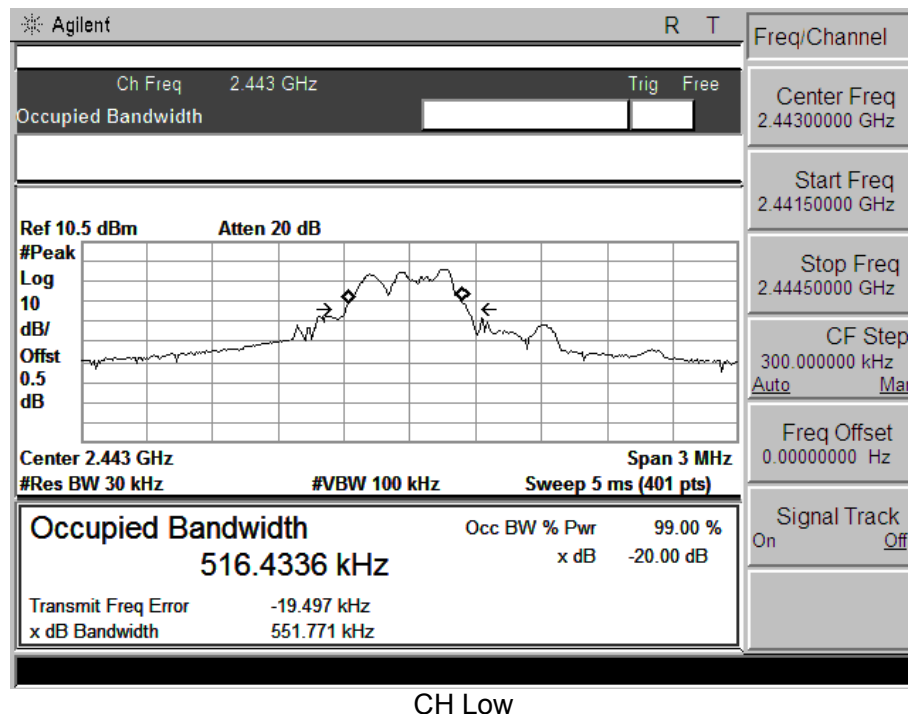 Agilent R T
Freq/Channel
Ch Freq 2.443 GHz Trig Free
Occupied Bandwidth
Center Freq
2.44300000 GHz
Start Freq
2.44150000 GHz
Stop Freq
2.44450000 GHz
CF Step
300.000000 kHz
Auto Man
Freq Offset
0.00000000 Hz
Signal Track
On Off
Ref 10.5 dBm Atten 20 dB
#Peak
Log
10
dB/
Offst
0.5
dB
Center 2.443 GHz Span 3 MHz
#Res BW 30 kHz #VBW 100 kHz Sweep 5 ms (401 pts)
Occupied Bandwidth Occ BW % Pwr 99.00 %
516.4336 kHz x dB -20.00 dB
Transmit Freq Error -19.497 kHz
x dB Bandwidth 551.771 kHz
CH Low